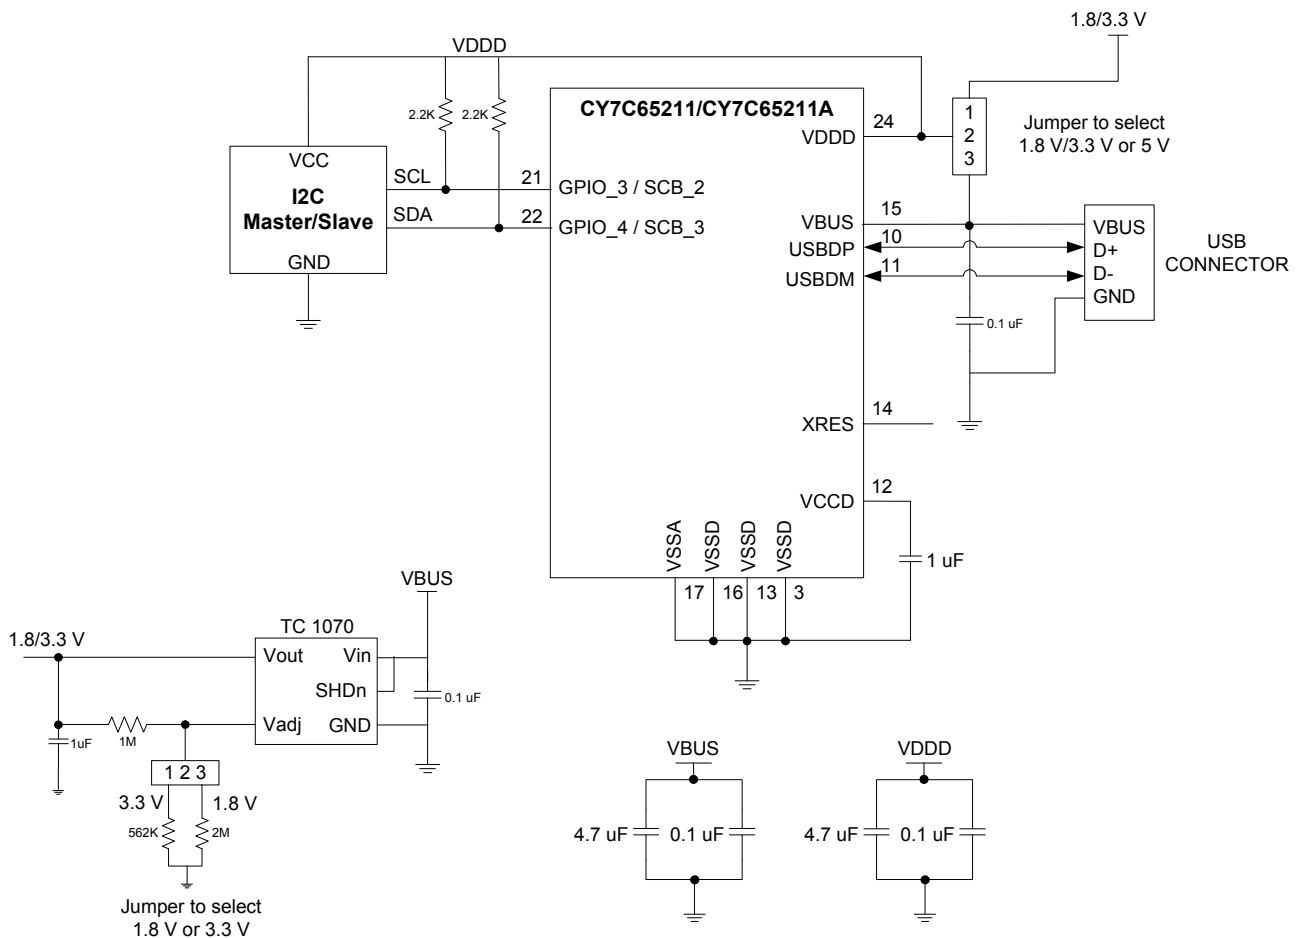 1.8/3.3 V
VDDD
CY7C65211/CY7C65211A
2.2K
2.2K
VDDD
24
1
2
3
Jumper to select
1.8 V/3.3 V or 5 V
VCC
I2C
Master/Slave
GND
SCL
SDA
21
22
GPIO_3 / SCB_2
GPIO_4 / SCB_3
VBUS
15
USBDP
10
USBDM
11
VBUS
D+
D-
GND
USB
CONNECTOR
0.1 uF
XRES
14
VCCD
12
1 uF
VSSA
VSSD
VSSD
VSSD
17
16
13
3
VBUS
1.8/3.3 V
TC 1070
Vout
Vin
SHDn
Vadj
GND
0.1 uF
1uF
1M
1 2 3
3.3 V
1.8 V
562K
2M
Jumper to select
1.8 V or 3.3 V
VBUS
4.7 uF
0.1 uF
VDDD
4.7 uF
0.1 uF